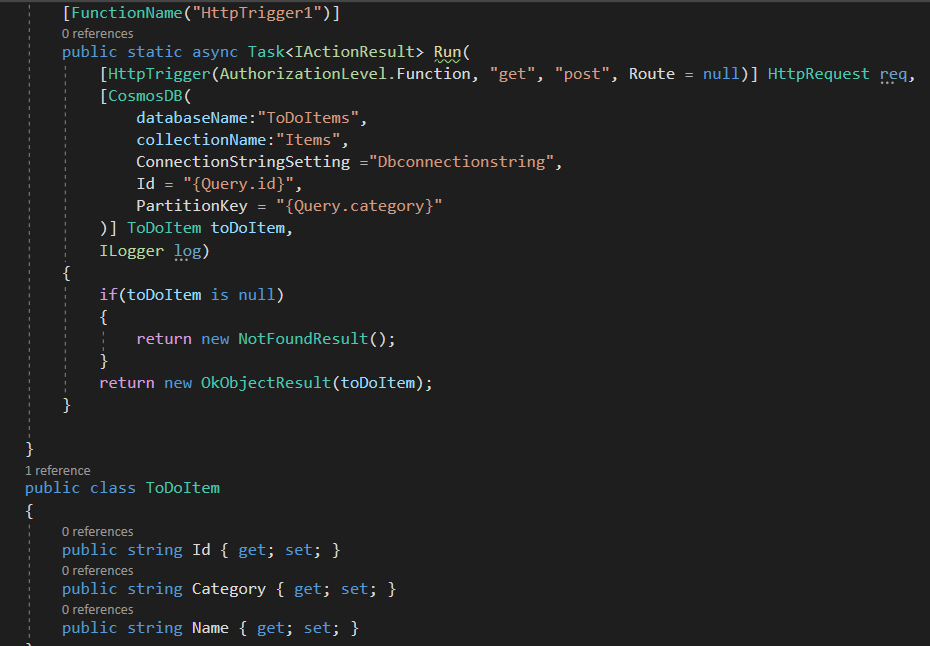 [FunctionName("HttpTrigger1")]
0 references
public static async Task<IActionResult> Run(
[HttpTrigger(AuthorizationLevel.Function, "get", "post", Route = null)] HttpRequest req,
[CosmosDB(
databaseName:"ToDoItems",
collectionName:"Items",
ConnectionStringSetting ="Dbconnectionstring",
Id = "{Query.id}",
PartitionKey = "{Query.category}"
)] ToDoItem toDoItem,
ILogger log)
{
if(toDoItem is null)
{
return new NotFoundResult();
}
return new OkObjectResult(toDoItem);
}
}
1 reference
public class ToDoItem
{
0 references
public string Id { get; set; }
0 references
public string Category { get; set; }
0 references
public string Name { get; set; }